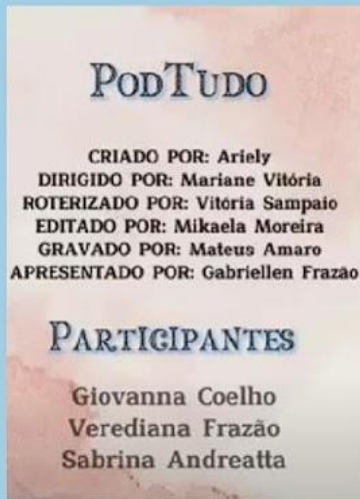 PodTudo
CRIADO POR: Ariely
DIRIGIDO POR: Mariane Vitória
ROTERIZADO POR: Vitória Sampaio
EDITADO POR: Mikaela Moreira
GRAVADO POR: Mateus Amaro
APRESENTADO POR: Gabriellen Frazão
Participantes
Giovanna Coelho
Verediana Frazão
Sabrina Andreatta